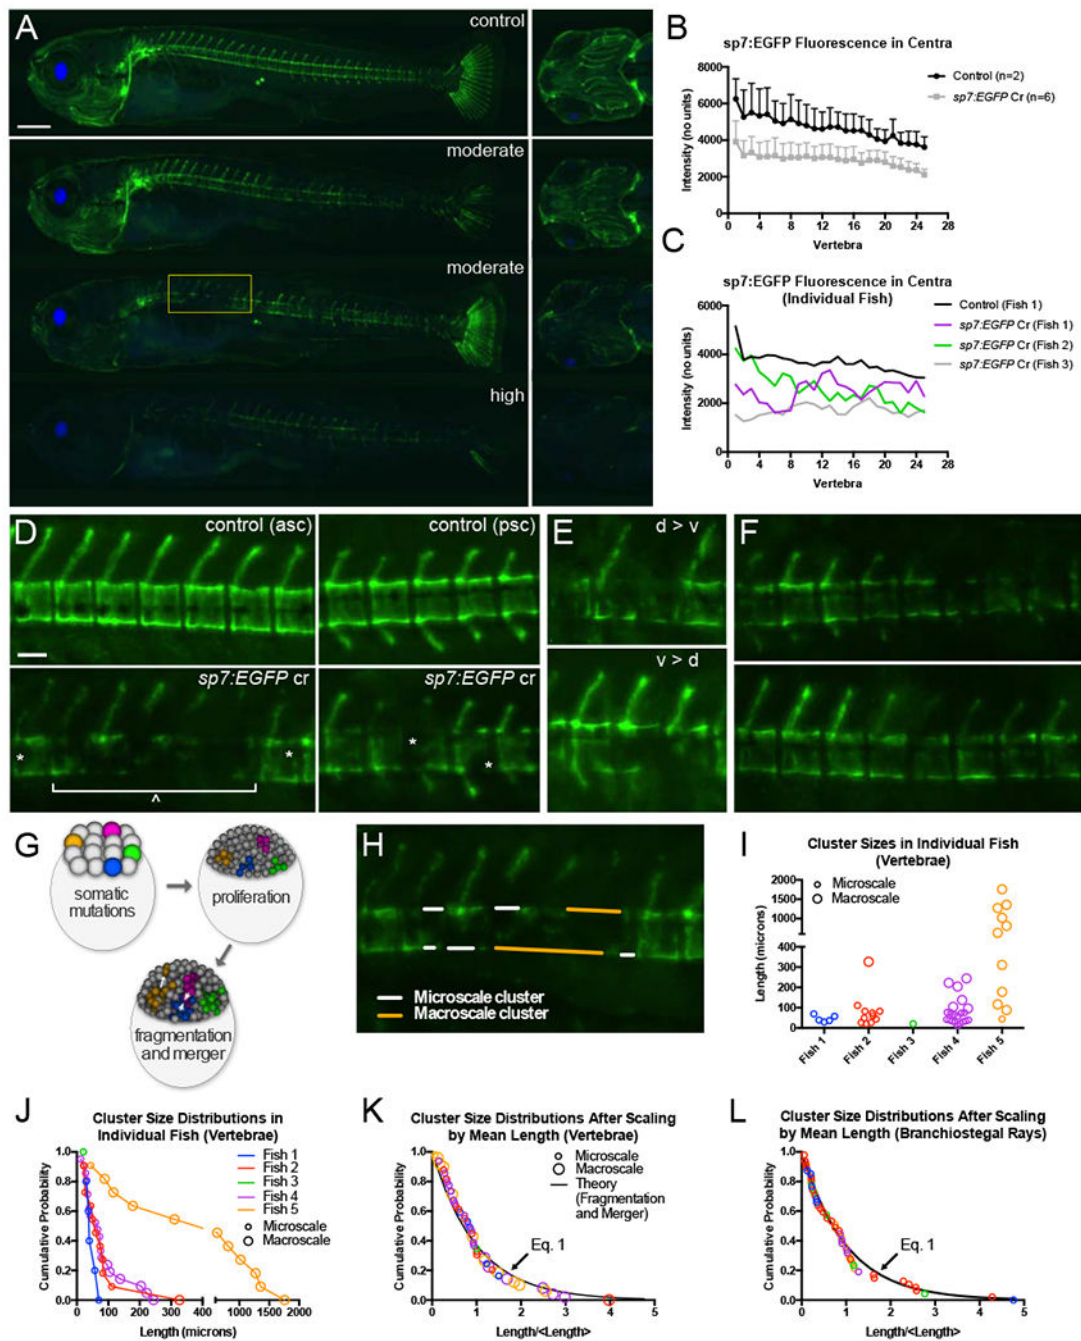 A
control
moderate
moderate
high
B
sp7:EGFP Fluorescence in Centra
8000
6000
4000
2000
0
Intensity (no units)
0 4 8 12 16 20 24 28
Vertebra
Control (n=2)
sp7:EGFP Cr (n=6)
C
sp7:EGFP Fluorescence in Centra
(Individual Fish)
6000
4000
2000
0
Intensity (no units)
0 4 8 12 16 20 24 28
Vertebra
Control (Fish 1)
sp7:EGFP Cr (Fish 1)
sp7:EGFP Cr (Fish 2)
sp7:EGFP Cr (Fish 3)
D
control (asc)
control (psc)
sp7:EGFP cr
sp7:EGFP cr
*
*
*
*
^
E
d > v
v > d
F
G
somatic
mutations
proliferation
fragmentation
and merger
H
Microscale cluster
Macroscale cluster
I
Cluster Sizes in Individual Fish
(Vertebrae)
Microscale
Macroscale
2000
1500
1000
500
400
300
200
100
0
Length (microns)
Fish 1
Fish 2
Fish 3
Fish 4
Fish 5
J
Cluster Size Distributions in
Individual Fish (Vertebrae)
1.0
0.8
0.6
0.4
0.2
0.0
Cumulative Probability
0 100 200 300 400 1000 1500 2000
Length (microns)
Fish 1
Fish 2
Fish 3
Fish 4
Fish 5
Microscale
Macroscale
K
Cluster Size Distributions After Scaling
by Mean Length (Vertebrae)
1.0
0.8
0.6
0.4
0.2
0.0
Cumulative Probability
0 1 2 3 4 5
Length/<Length>
Microscale
Macroscale
Theory
(Fragmentation
and Merger)
Eq. 1
L
Cluster Size Distributions After Scaling
by Mean Length (Branchiostegal Rays)
1.0
0.8
0.6
0.4
0.2
0.0
Cumulative Probability
0 1 2 3 4 5
Length/<Length>
Eq. 1